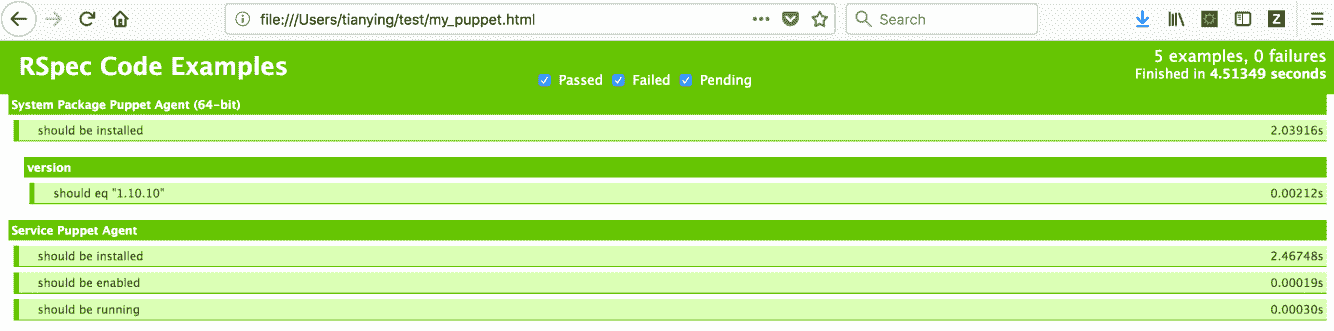 file:///Users/tianying/test/my_puppet.html
Search
Z
RSpec Code Examples
Passed Failed Pending
5 examples, 0 failures
Finished in 4.51349 seconds
System Package Puppet Agent (64-bit)
should be installed 2.03916s
version
should eq "1.10.10" 0.00212s
Service Puppet Agent
should be installed 2.46748s
should be enabled 0.00019s
should be running 0.00030s